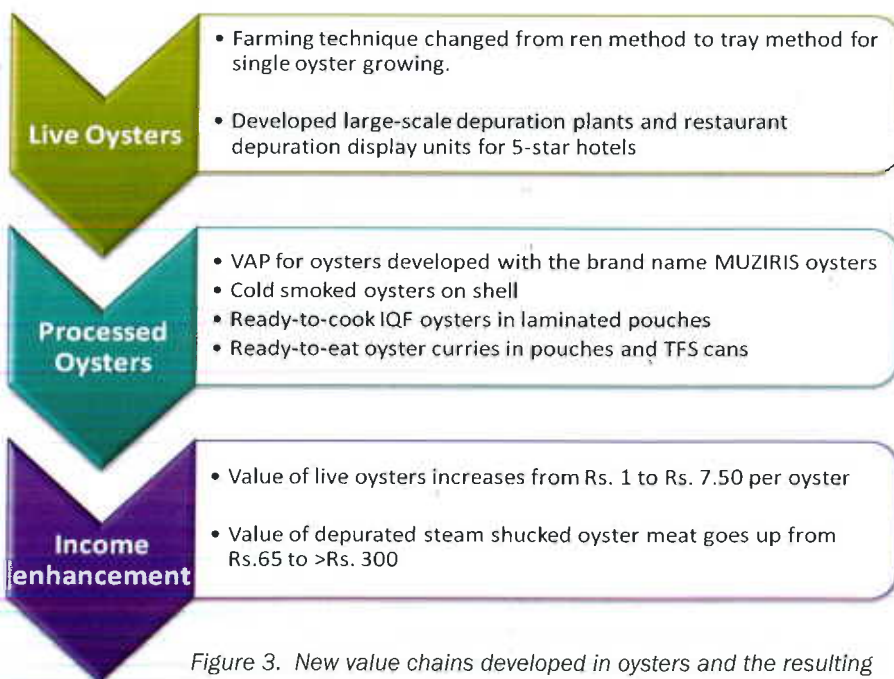 Live Oysters
• Farming technique changed from ren method to tray method for
single oyster growing.
• Developed large-scale depuration plants and restaurant
depuration display units for 5-star hotels
Processed
Oysters
• VAP for oysters developed with the brand name MUZIRIS oysters
• Cold smoked oysters on shell
• Ready-to-cook IQF oysters in laminated pouches
• Ready-to-eat oyster curries in pouches and TFS cans
Income
enhancement
• Value of live oysters increases from Rs. 1 to Rs. 7.50 per oyster
• Value of depurated steam shucked oyster meat goes up from
Rs.65 to >Rs. 300
Figure 3. New value chains developed in oysters and the resulting